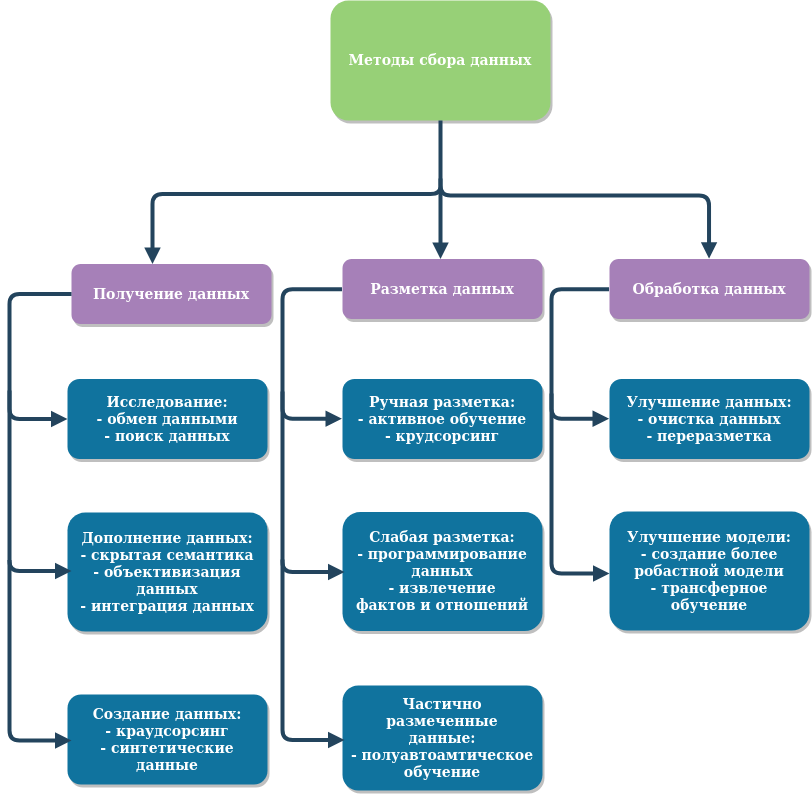 Методы сбора данных
Получение данных
Разметка данных
Обработка данных
Исследование:
- обмен данными
- поиск данных
Ручная разметка:
- активное обучение
- крудсорсинг
Улучшение данных:
- очистка данных
- переразметка
Дополнение данных:
- скрытая семантика
- объективизация
данных
- интеграция данных
Слабая разметка:
- программирование
данных
- извлечение
фактов и отношений
Улучшение модели:
- создание более
робастной модели
- трансферное
обучение
Создание данных:
- краудсорсинг
- синтетические
данные
Частично
размеченные
данные:
- полуавтоамтическое
обучение